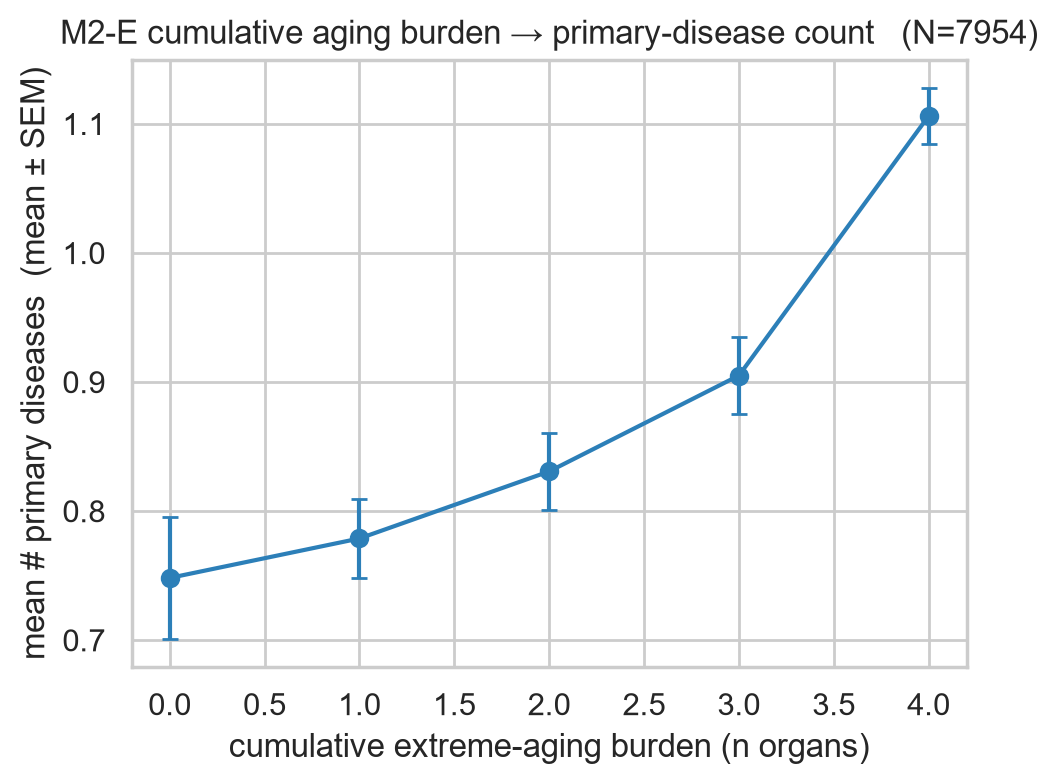 M2-E cumulative aging burden → primary-disease count (N=7954)
mean # primary diseases (mean ± SEM)
1.1
1.0
0.9
0.8
0.7
0.0 0.5 1.0 1.5 2.0 2.5 3.0 3.5 4.0
cumulative extreme-aging burden (n organs)